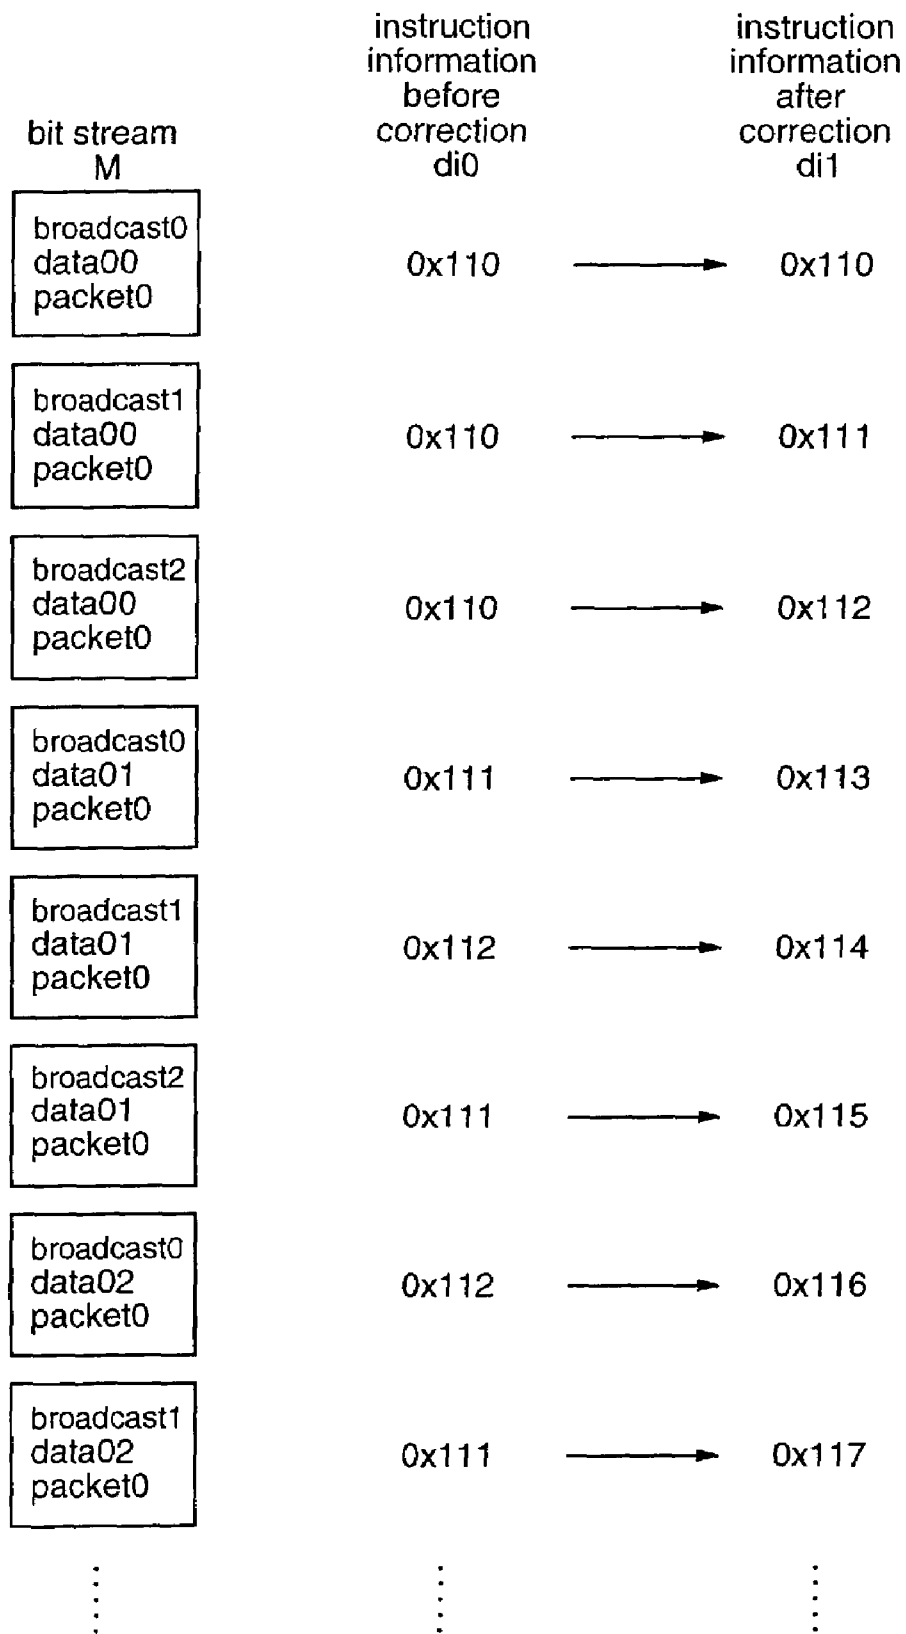 instruction information before correction di0
instruction information after correction di1
bit stream M
broadcast0
data00
packet0
0x110
0x110
broadcast1
data00
packet0
0x110
0x111
broadcast2
data00
packet0
0x110
0x112
broadcast0
data01
packet0
0x111
0x113
broadcast1
data01
packet0
0x112
0x114
broadcast2
data01
packet0
0x111
0x115
broadcast0
data02
packet0
0x112
0x116
broadcast1
data02
packet0
0x111
0x117